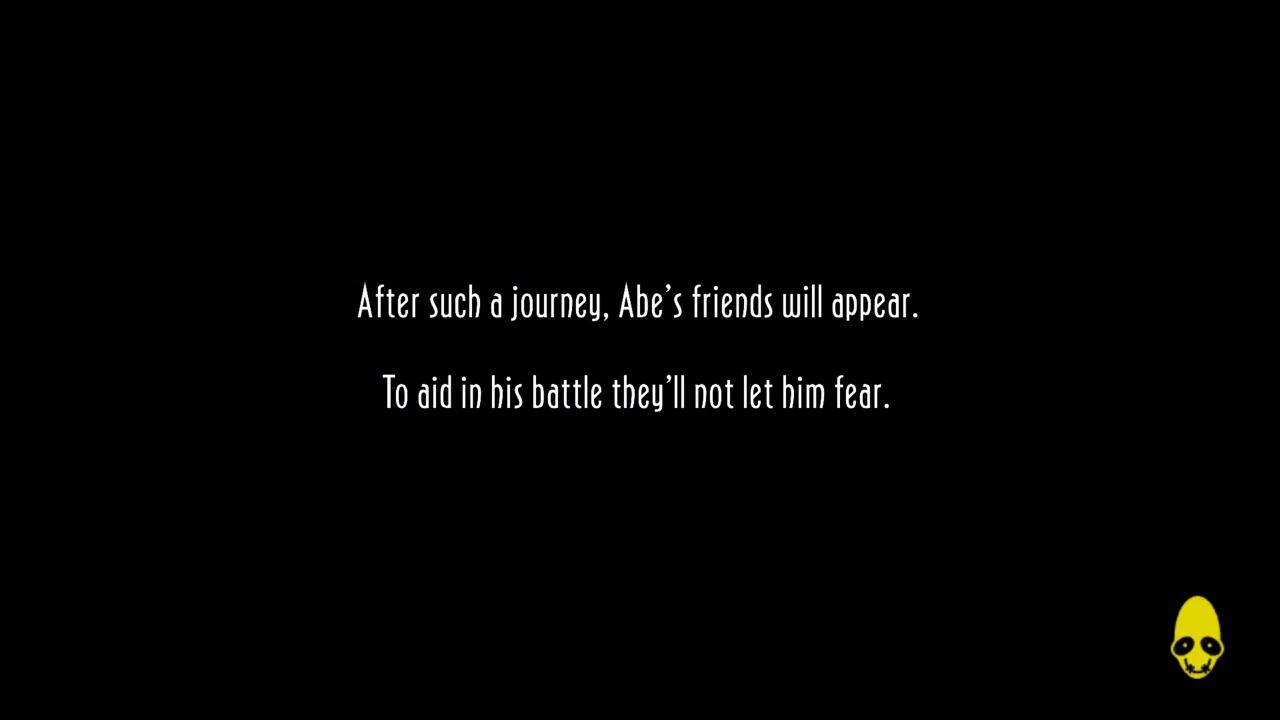 After such a journey, Abe’s friends will appear.
To aid in his battle they’ll not let him fear.